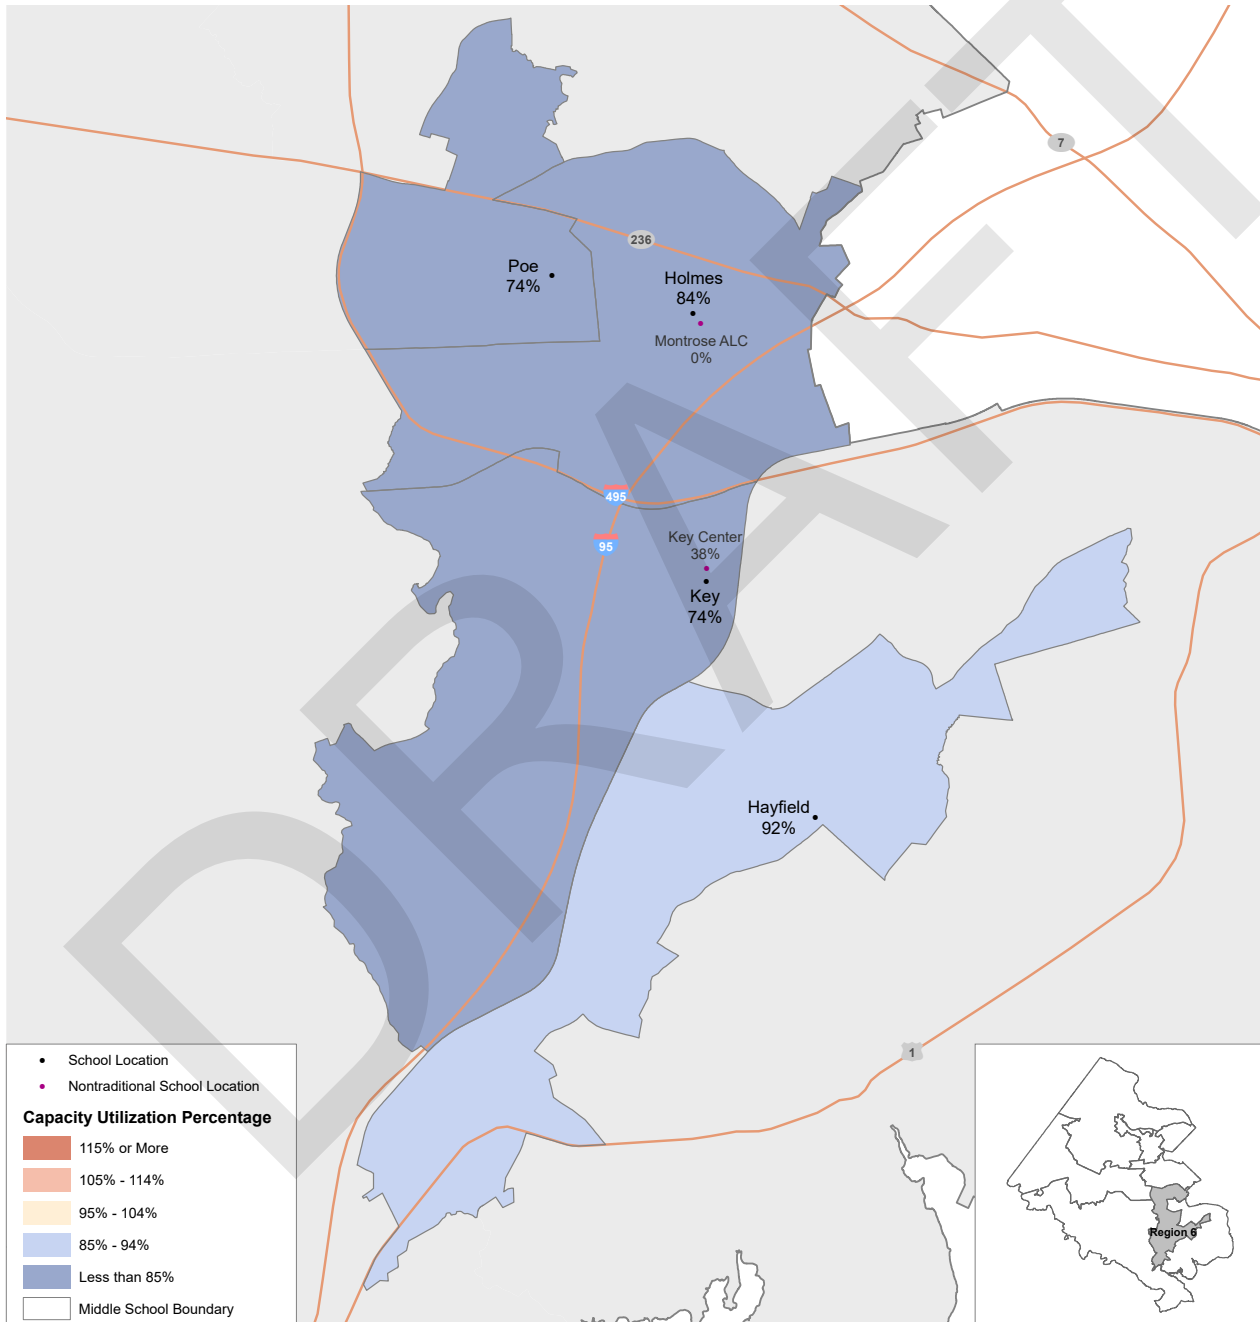 7
236
Poe
74%
Holmes
84%
Montrose ALC
0%
495
95
Key Center
38%
Key
74%
Hayfield
92%
1
DRAFT
School Location
Nontraditional School Location
Capacity Utilization Percentage
115% or More
105% - 114%
95% - 104%
85% - 94%
Less than 85%
Middle School Boundary
Region 6